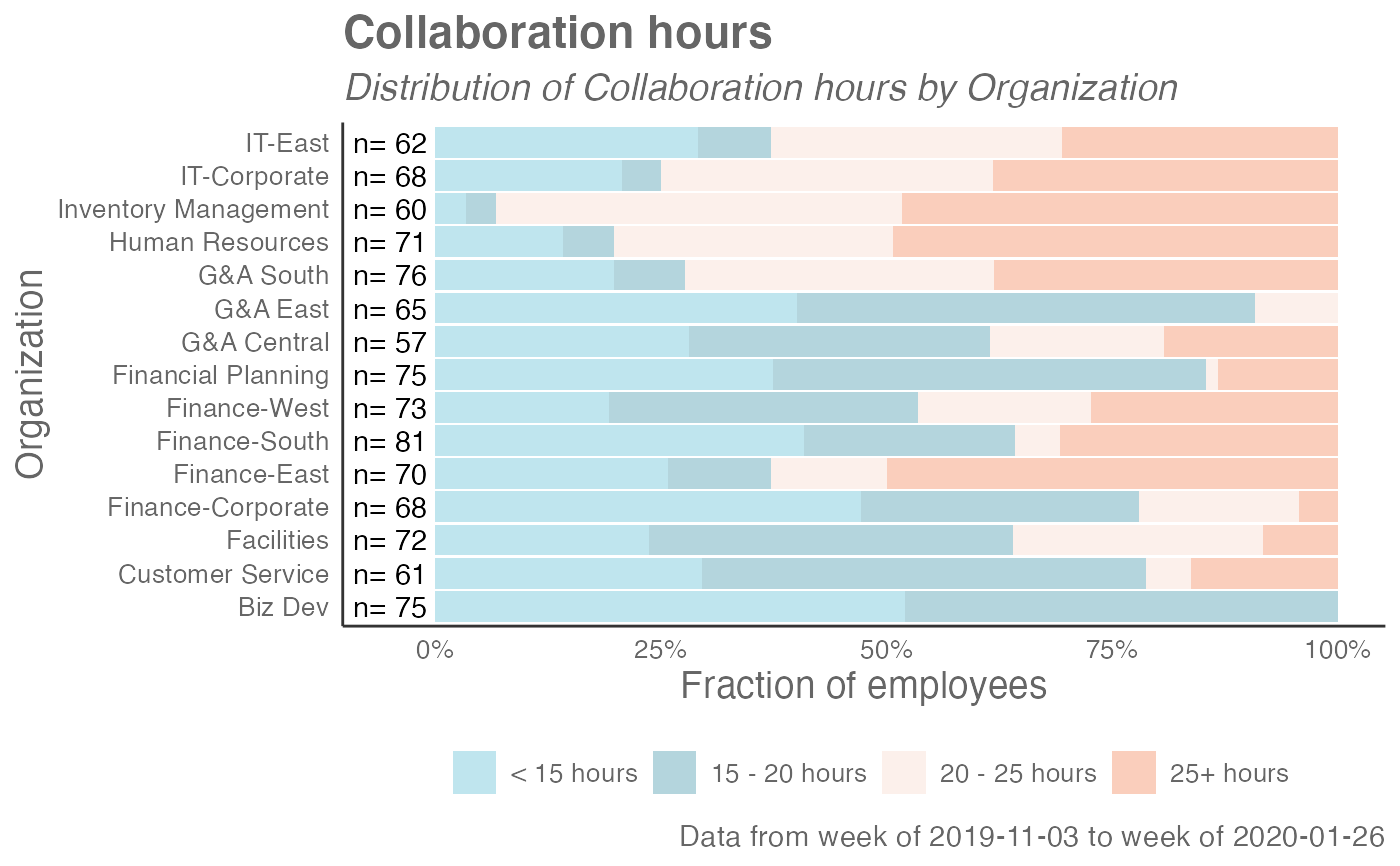 Collaboration hours
Distribution of Collaboration hours by Organization
Organization
IT-East n= 62
IT-Corporate n= 68
Inventory Management n= 60
Human Resources n= 71
G&A South n= 76
G&A East n= 65
G&A Central n= 57
Financial Planning n= 75
Finance-West n= 73
Finance-South n= 81
Finance-East n= 70
Finance-Corporate n= 68
Facilities n= 72
Customer Service n= 61
Biz Dev n= 75
0% 25% 50% 75% 100%
Fraction of employees
< 15 hours 15 - 20 hours 20 - 25 hours 25+ hours
Data from week of 2019-11-03 to week of 2020-01-26